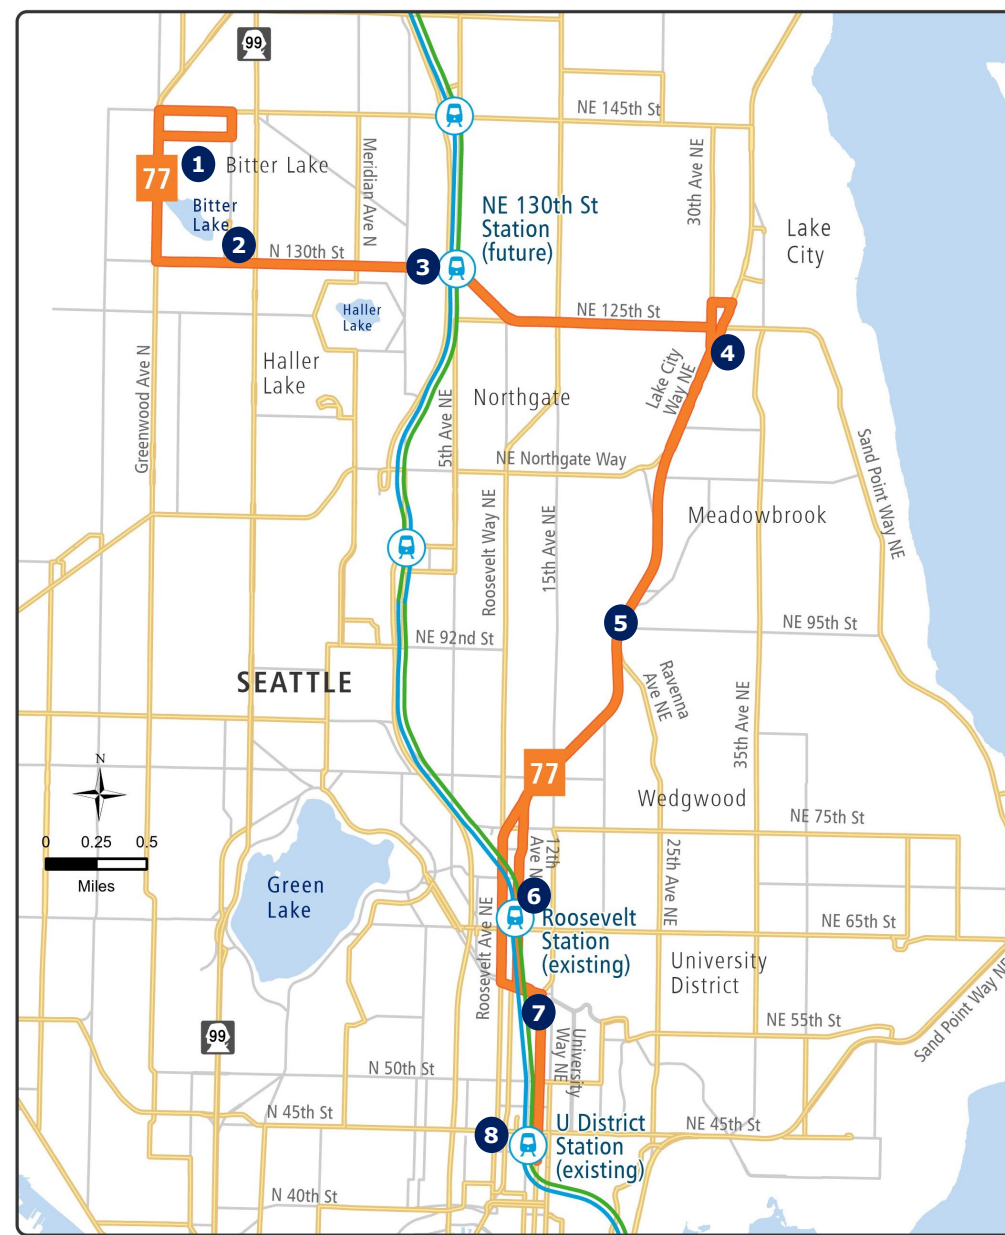 99
NE 145th St
Meridian Ave N
30th Ave NE
1
Bitter Lake
77
Bitter
Lake
2
N 130th St
3
NE 130th St
Station
(future)
Lake
City
Haller
Lake
NE 125th St
4
Lake City
Way NE
Haller
Lake
Greenwood Ave N
5th Ave NE
Northgate
NE Northgate Way
Sand Point Way NE
Meadowbrook
Roosevelt Way NE
15th Ave NE
5
NE 95th St
NE 92nd St
SEATTLE
Ravenna
Ave NE
35th Ave NE
N
0 0.25 0.5
Miles
77
Wedgwood
NE 75th St
12th
Ave N
25th Ave NE
Green
Lake
6
Roosevelt
Station
(existing)
NE 65th St
Roosevelt Ave NE
University
District
99
7
University
Way NE
NE 55th St
Sand Point Way NE
N 50th St
N 45th St
8
U District
Station
(existing)
NE 45th St
N 40th St